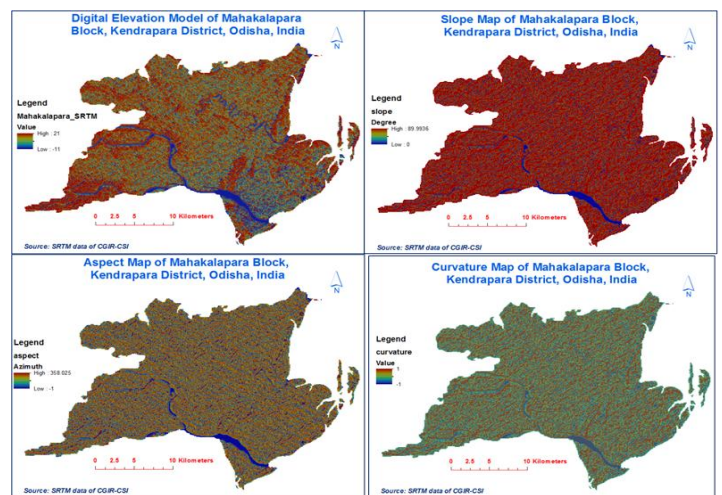 Digital Elevation Model of Mahakalapara
Block, Kendrapara District, Odisha, India
N
Legend
Mahakalapara_SRTM
Value
High : 21
Low : -11
0 2.5 5 10 Kilometers
Source: SRTM data of CGIR-CSI
Slope Map of Mahakalapara Block,
Kendrapara District, Odisha, India
N
Legend
slope
Degree
High : 89.9936
Low : 0
0 2.5 5 10 Kilometers
Source: SRTM data of CGIR-CSI
Aspect Map of Mahakalapara Block,
Kendrapara District, Odisha, India
N
Legend
aspect
Azimuth
High : 358.025
Low : -1
0 2.5 5 10 Kilometers
Source: SRTM data of CGIR-CSI
Curvature Map of Mahakalapara Block,
Kendrapara District, Odisha, India
N
Legend
curvature
Value
1
-1
0 2.5 5 10 Kilometers
Source: SRTM data of CGIR-CSI